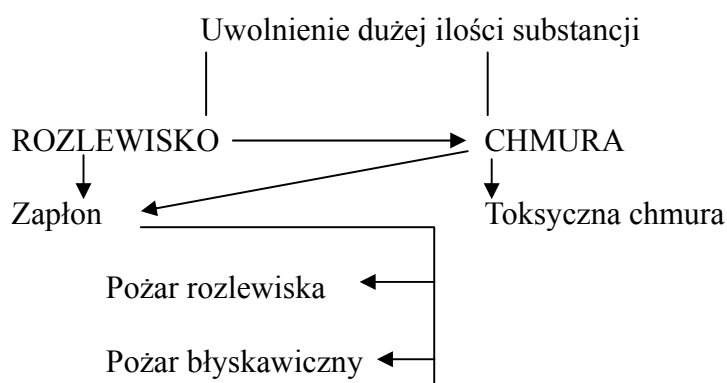 Uwolnienie dużej ilości substancji
ROZLEWISKO CHMURA
Zapłon Toksyczna chmura
Pożar rozlewiska
Pożar błyskawiczny